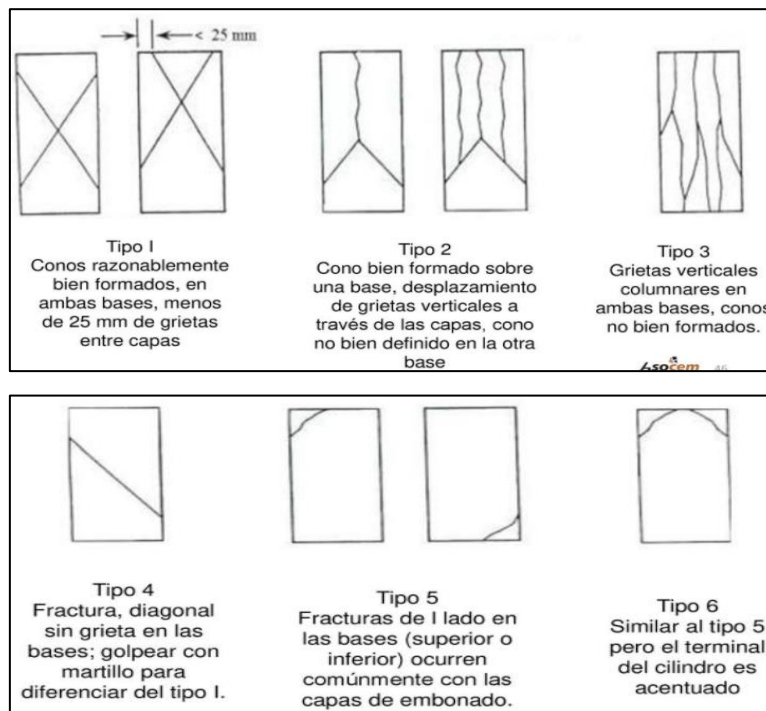 < 25 mm
Tipo I
Conos razonablemente
bien formados, en
ambas bases, menos
de 25 mm de grietas
entre capas
Tipo 2
Cono bien formado sobre
una base, desplazamiento
de grietas verticales a
través de las capas, cono
no bien definido en la otra
base
Tipo 3
Grietas verticales
columnares en
ambas bases, conos
no bien formados.
Asocem 46
Tipo 4
Fractura, diagonal
sin grieta en las
bases; golpear con
martillo para
diferenciar del tipo I.
Tipo 5
Fracturas de I lado en
las bases (superior o
inferior) ocurren
comúnmente con las
capas de embonado.
Tipo 6
Similar al tipo 5
pero el terminal
del cilindro es
acentuado